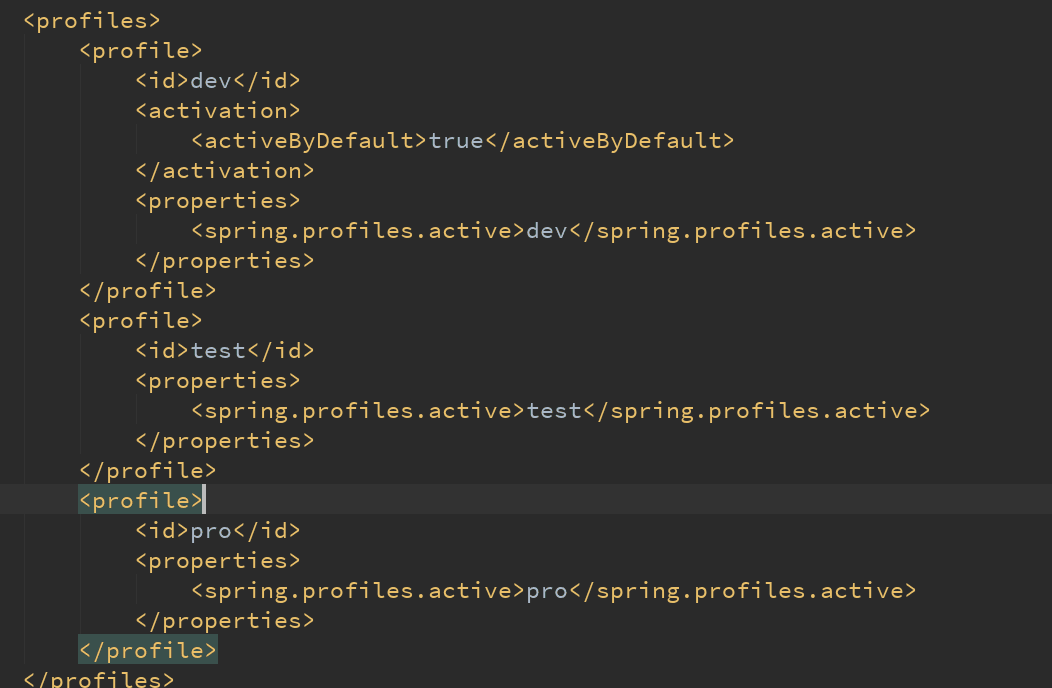 <profiles>
    <profile>
        <id>dev</id>
        <activation>
            <activeByDefault>true</activeByDefault>
        </activation>
        <properties>
            <spring.profiles.active>dev</spring.profiles.active>
        </properties>
    </profile>
    <profile>
        <id>test</id>
        <properties>
            <spring.profiles.active>test</spring.profiles.active>
        </properties>
    </profile>
    <profile>
        <id>pro</id>
        <properties>
            <spring.profiles.active>pro</spring.profiles.active>
        </properties>
    </profile>
</profiles>